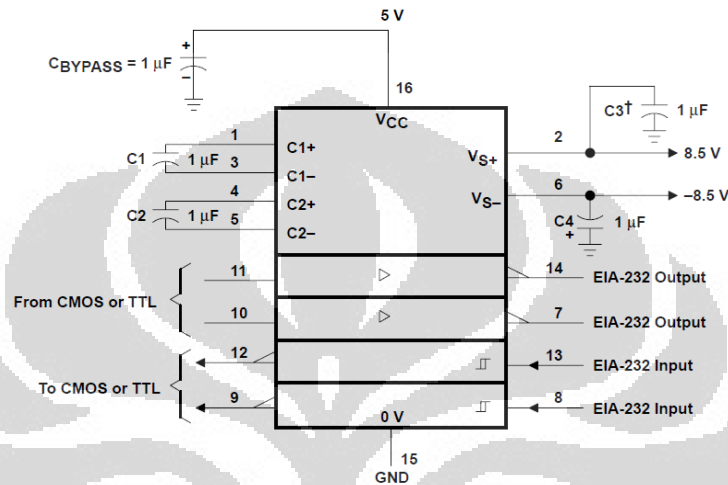 5 V
CBYPASS = 1 µF
+
−
16
VCC
C3† 1 µF
1
C1+
2
VS+
8.5 V
C1 1 µF
3
C1−
4
C2+
6
VS−
−8.5 V
C2 1 µF
5
C2−
C4 1 µF
+
From CMOS or TTL
11
14
EIA-232 Output
10
7
EIA-232 Output
To CMOS or TTL
12
13
EIA-232 Input
9
8
EIA-232 Input
0 V
15
GND